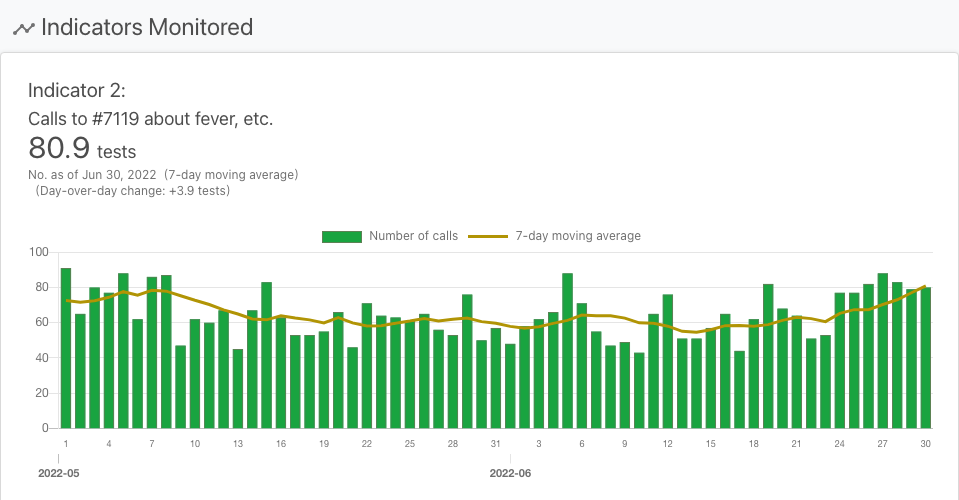 Indicators Monitored
Indicator 2:
Calls to #7119 about fever, etc.
80.9 tests
No. as of Jun 30, 2022 (7-day moving average)
(Day-over-day change: +3.9 tests)
Number of calls 7-day moving average
100
80
60
40
20
0
1 4 7 10 13 16 19 22 25 28 31 3 6 9 12 15 18 21 24 27 30
2022-05 2022-06